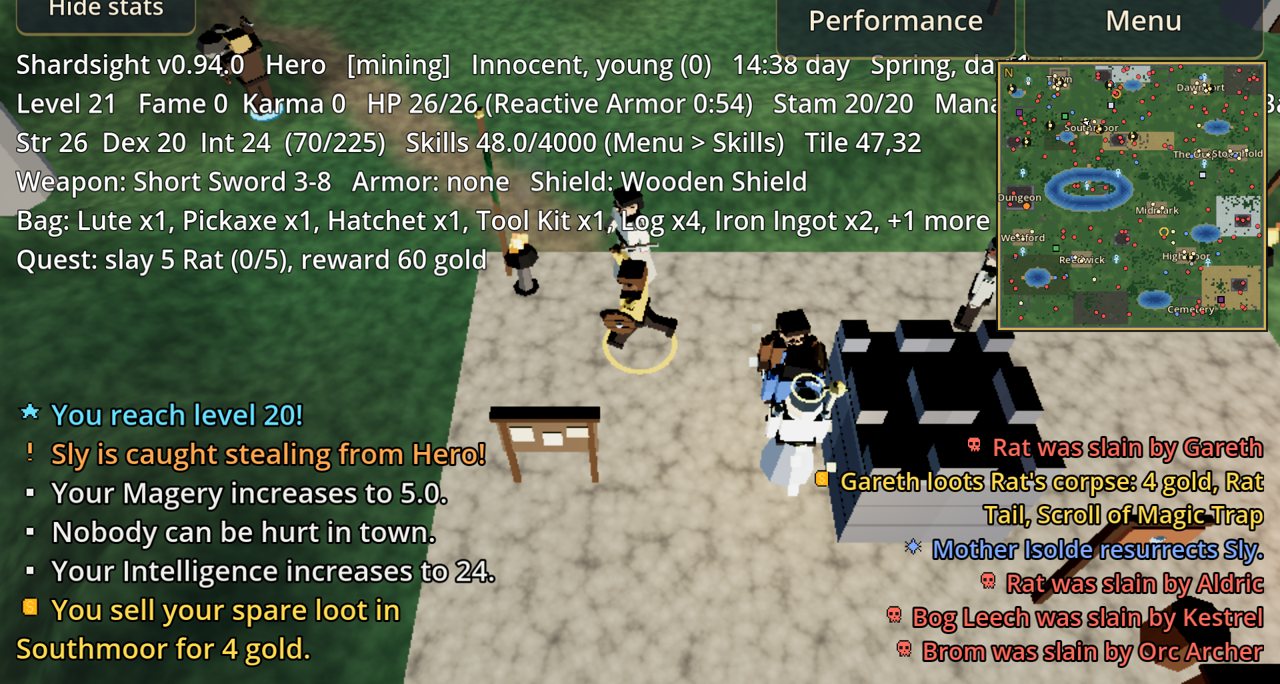 Hide stats
Performance
Menu
Shardsight v0.94.0 Hero [mining] Innocent, young (0) 14:38 day Spring,
Level 21 Fame 0 Karma 0 HP 26/26 (Reactive Armor 0:54) Stam 20/20
Str 26 Dex 20 Int 24 (70/225) Skills 48.0/4000 (Menu > Skills) Tile 47,32
Weapon: Short Sword 3-8 Armor: none Shield: Wooden Shield
Bag: Lute x1, Pickaxe x1, Hatchet x1, Tool Kit x1, Log x4, Iron Ingot x2, +1 more
Quest: slay 5 Rat (0/5), reward 60 gold
N
Dungeon
Midmark
Westford
Reedwick
Cemetery
You reach level 20!
! Sly is caught stealing from Hero!
▪ Your Magery increases to 5.0.
▪ Nobody can be hurt in town.
▪ Your Intelligence increases to 24.
You sell your spare loot in
Southmoor for 4 gold.
Rat was slain by Gareth
Gareth loots Rat's corpse: 4 gold, Rat
Tail, Scroll of Magic Trap
Mother Isolde resurrects Sly.
Rat was slain by Aldric
Bog Leech was slain by Kestrel
Brom was slain by Orc Archer